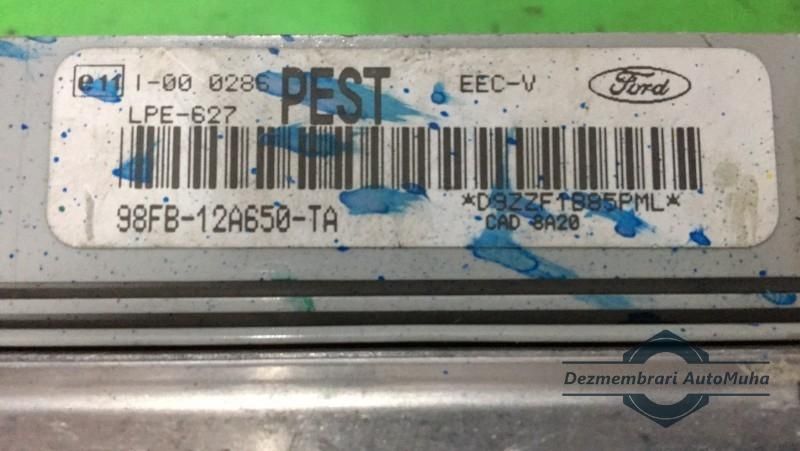 e11 I-00 0286 PEST EEC-V Ford
LPE-627
*D9ZZF1B85PML*
98FB-12A650-TA CAD 8A20
Dezmembrari AutoMuha